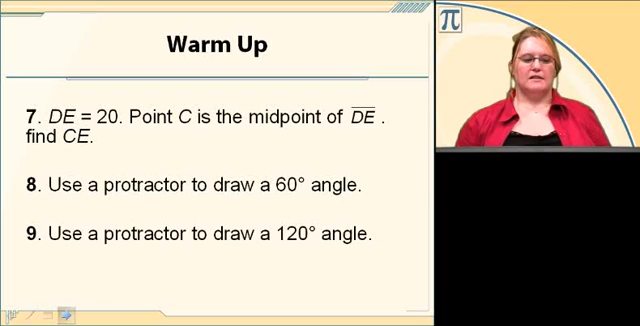 Warm Up
π
7. DE = 20. Point C is the midpoint of DE .
find CE.
8. Use a protractor to draw a 60° angle.
9. Use a protractor to draw a 120° angle.